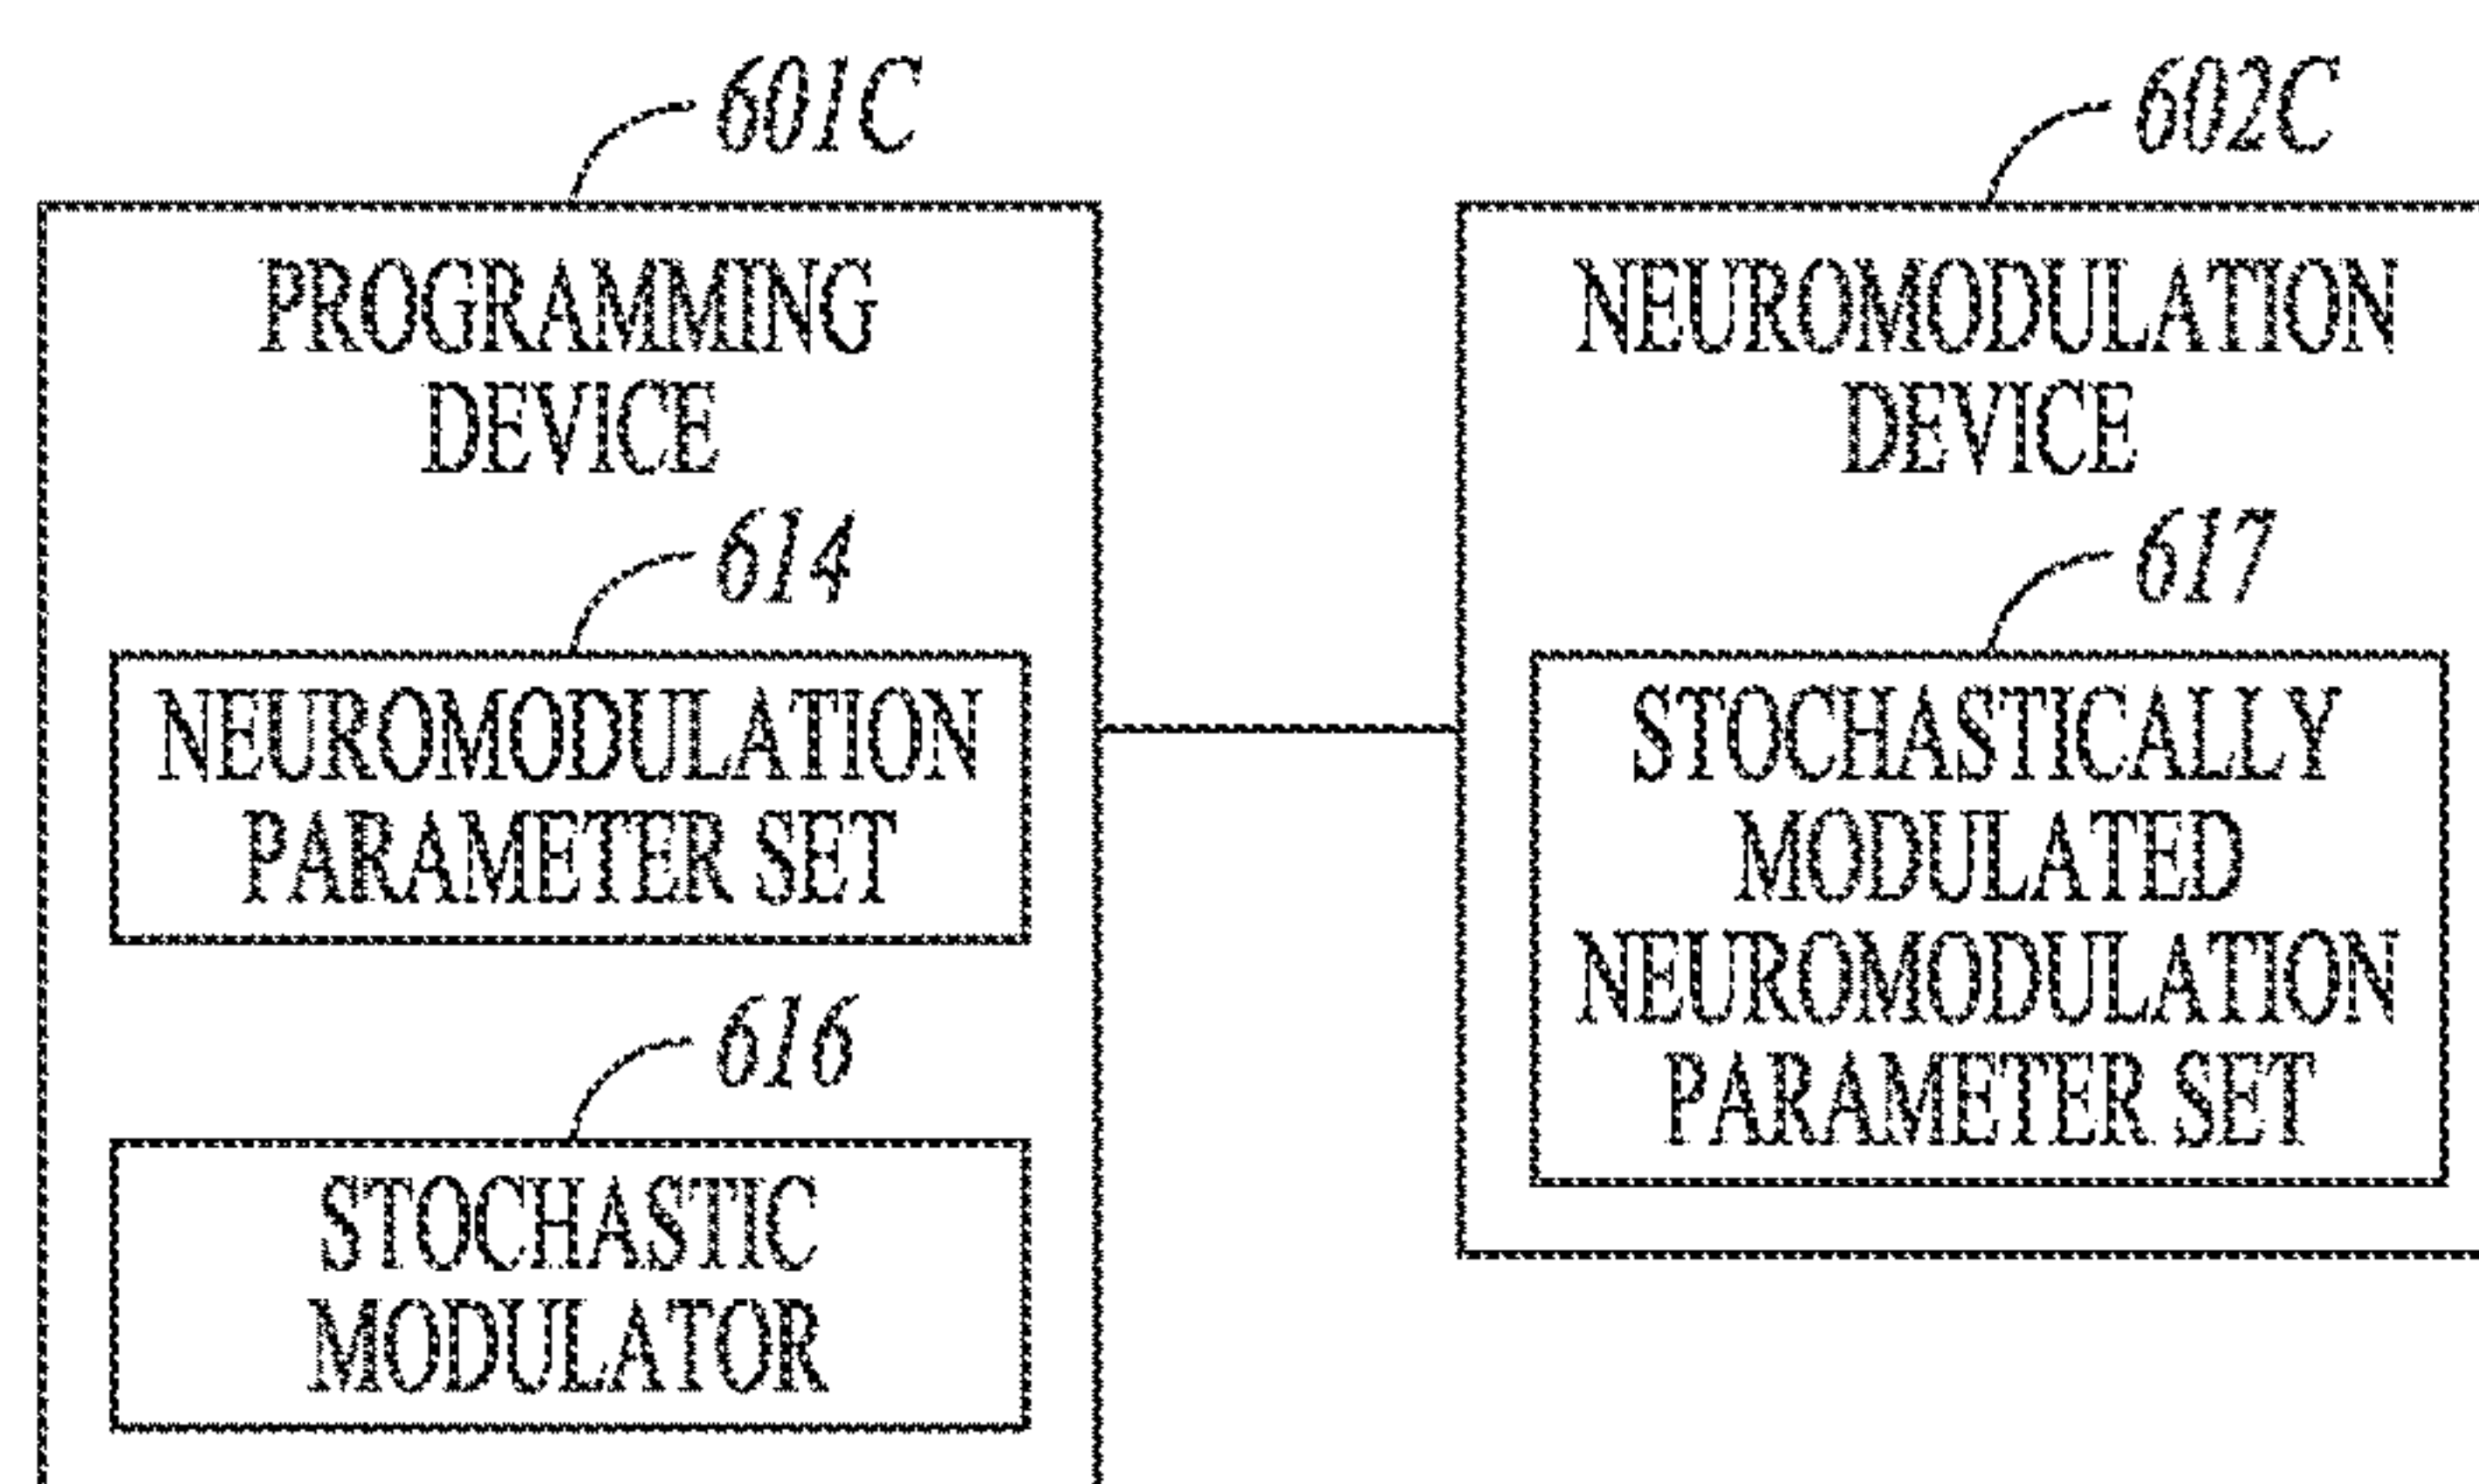 601C
PROGRAMMING
DEVICE
614
NEUROMODULATION
PARAMETER SET
616
STOCHASTIC
MODULATOR
602C
NEUROMODULATION
DEVICE
617
STOCHASTICALLY
MODULATED
NEUROMODULATION
PARAMETER SET